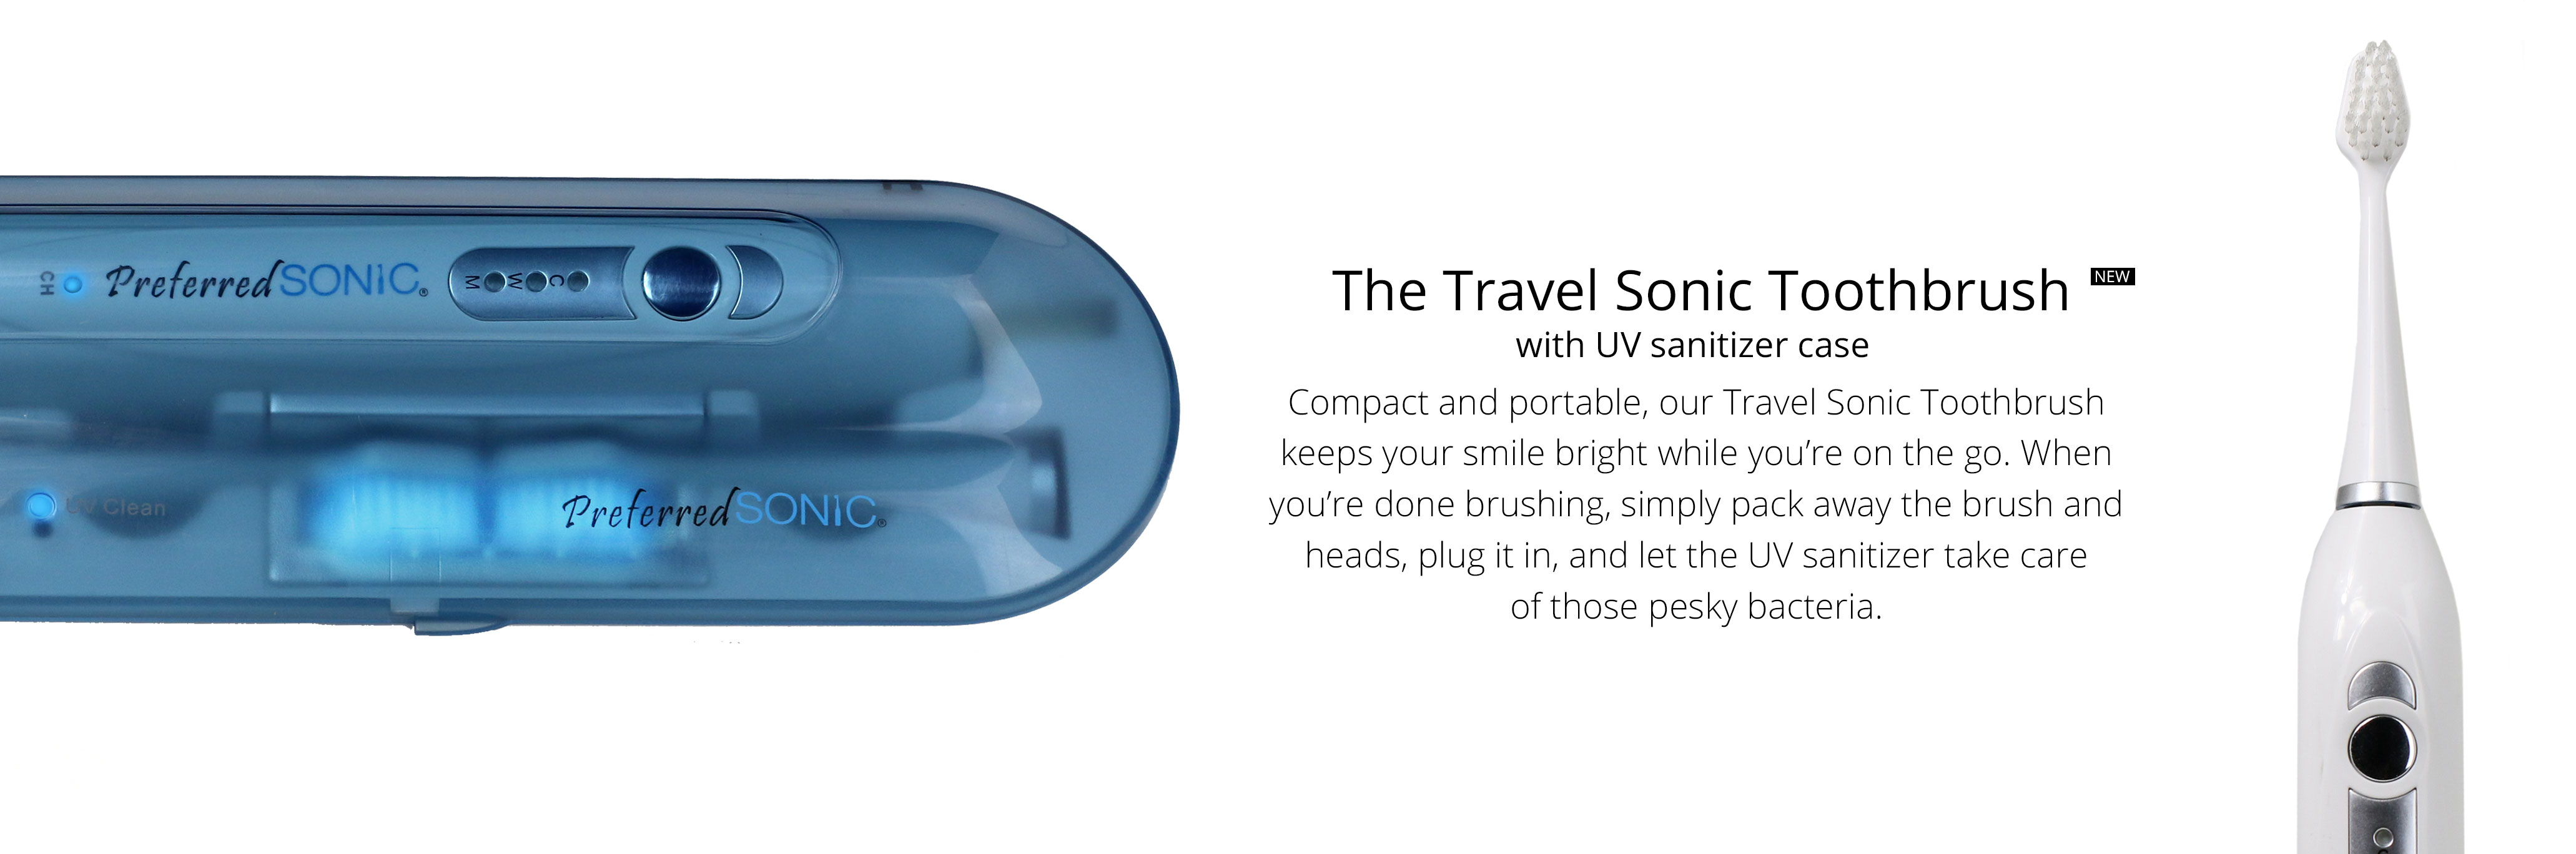 CH PreferredSONIC® M W C
UV Clean PreferredSONIC®
The Travel Sonic Toothbrush NEW
with UV sanitizer case
Compact and portable, our Travel Sonic Toothbrush
keeps your smile bright while you’re on the go. When
you’re done brushing, simply pack away the brush and
heads, plug it in, and let the UV sanitizer take care
of those pesky bacteria.